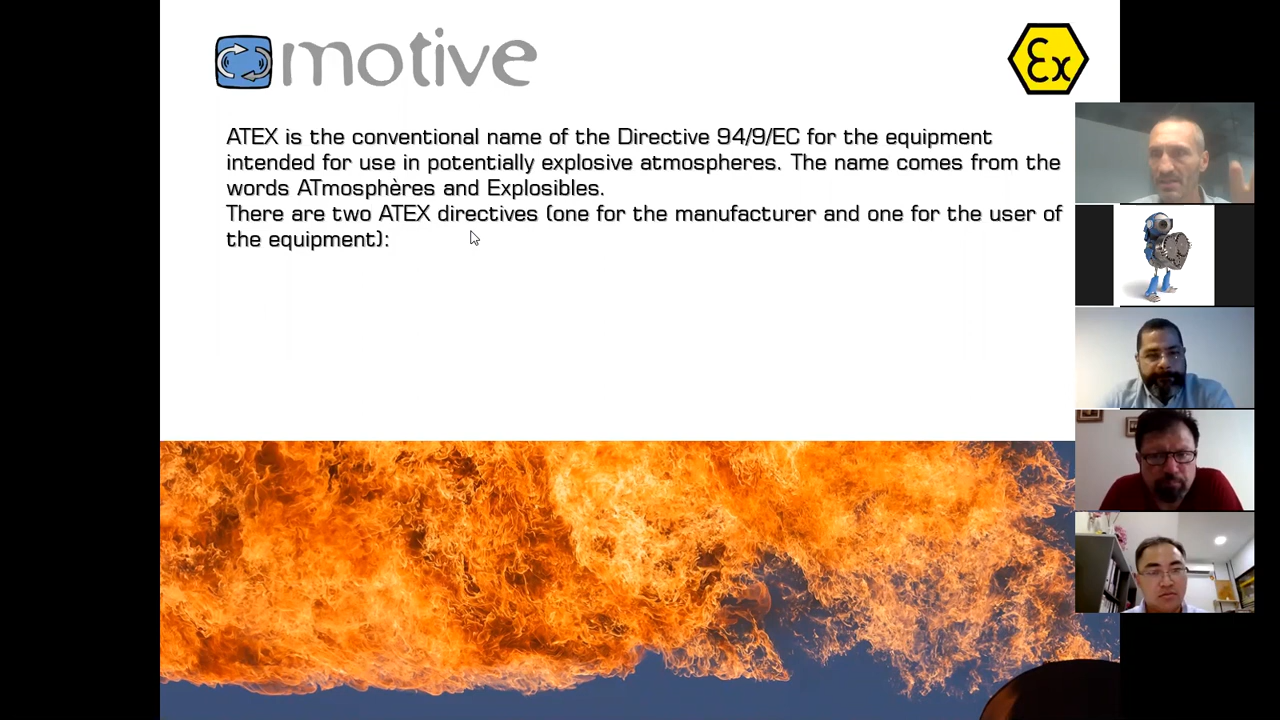 motive
Ex
ATEX is the conventional name of the Directive 94/9/EC for the equipment
intended for use in potentially explosive atmospheres. The name comes from the
words ATmosphères and Explosibles.
There are two ATEX directives (one for the manufacturer and one for the user of
the equipment):